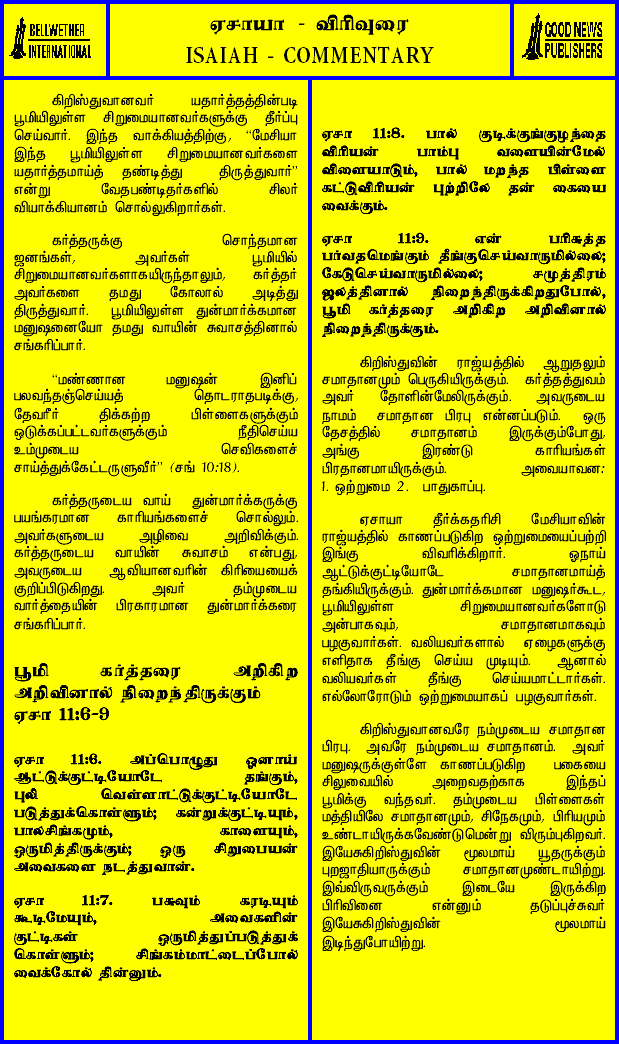 BELLWETHER
INTERNATIONAL
ஏசாயா - விரிவுரை
ISAIAH - COMMENTARY
GOOD NEWS
PUBLISHERS
கிறிஸ்துவானவர் யதார்த்தத்தின்படி
பூமியிலுள்ள சிறுமையானவர்களுக்கு தீர்ப்பு
செய்வார். இந்த வாக்கியத்திற்கு, “மேசியா
இந்த பூமியிலுள்ள சிறுமையானவர்களை
யதார்த்தமாய்த் தண்டித்து திருத்துவார்”
என்று வேதபண்டிதர்களில் சிலர்
வியாக்கியானம் சொல்லுகிறார்கள்.
கர்த்தருக்கு சொந்தமான
ஜனங்கள், அவர்கள் பூமியில்
சிறுமையானவர்களாகயிருந்தாலும், கர்த்தர்
அவர்களை தமது கோலால் அடித்து
திருத்துவார். பூமியிலுள்ள துன்மார்க்கமான
மனுஷனையோ தமது வாயின் சுவாசத்தினால்
சங்கரிப்பார்.
“மண்ணான மனுஷன் இனிப்
பலவந்தஞ்செய்யத் தொடராதபடிக்கு,
தேவரீர் திக்கற்ற பிள்ளைகளுக்கும்
ஒடுக்கப்பட்டவர்களுக்கும் நீதிசெய்ய
உம்முடைய செவிகளைச்
சாய்த்துக்கேட்டருளுவீர்” (சங் 10:18).
கர்த்தருடைய வாய் துன்மார்க்கருக்கு
பயங்கரமான காரியங்களைச் சொல்லும்.
அவர்களுடைய அழிவை அறிவிக்கும்.
கர்த்தருடைய வாயின் சுவாசம் என்பது,
அவருடைய ஆவியானவரின் கிரியையைக்
குறிப்பிடுகிறது. அவர் தம்முடைய
வார்த்தையின் பிரகாரமான துன்மார்க்கரை
சங்கரிப்பார்.
பூமி கர்த்தரை அறிகிற
அறிவினால் நிறைந்திருக்கும்
ஏசா 11:6-9
ஏசா 11:6. அப்பொழுது ஓனாய்
ஆட்டுக்குட்டியோடே தங்கும்,
புலி வெள்ளாட்டுக்குட்டியோடே
படுத்துக்கொள்ளும்; கன்றுக்குட்டியும்,
பாலசிங்கமும், காளையும்,
ஒருமித்திருக்கும்; ஒரு சிறுபையன்
அவைகளை நடத்துவான்.
ஏசா 11:7. பசுவும் கரடியும்
கூடிமேயும், அவைகளின்
குட்டிகள் ஒருமித்துப்படுத்துக்
கொள்ளும்; சிங்கம்மாட்டைப்போல்
வைக்கோல் தின்னும்.
ஏசா 11:8. பால் குடிக்குங்குழந்தை
விரியன் பாம்பு வளையின்மேல்
விளையாடும், பால் மறந்த பிள்ளை
கட்டுவிரியன் புற்றிலே தன் கையை
வைக்கும்.
ஏசா 11:9. என் பரிசுத்த
பர்வதமெங்கும் தீங்குசெய்வாருமில்லை;
கேடுசெய்வாருமில்லை; சமுத்திரம்
ஜலத்தினால் நிறைந்திருக்கிறதுபோல்,
பூமி கர்த்தரை அறிகிற அறிவினால்
நிறைந்திருக்கும்.
கிறிஸ்துவின் ராஜ்யத்தில் ஆறுதலும்
சமாதானமும் பெருகியிருக்கும். கர்த்தத்துவம்
அவர் தோளின்மேலிருக்கும். அவருடைய
நாமம் சமாதான பிரபு என்னப்படும். ஒரு
தேசத்தில் சமாதானம் இருக்கும்போது,
அங்கு இரண்டு காரியங்கள்
பிரதானமாயிருக்கும். அவையாவன:
1. ஒற்றுமை 2. பாதுகாப்பு.
ஏசாயா தீர்க்கதரிசி மேசியாவின்
ராஜ்யத்தில் காணப்படுகிற ஒற்றுமையைப்பற்றி
இங்கு விவரிக்கிறார். ஓநாய்
ஆட்டுக்குட்டியோடே சமாதானமாய்த்
தங்கியிருக்கும். துன்மார்க்கமான மனுஷர்கூட,
பூமியிலுள்ள சிறுமையானவர்களோடு
அன்பாகவும், சமாதானமாகவும்
பழகுவார்கள். வலியவர்களால் ஏழைகளுக்கு
எளிதாக தீங்கு செய்ய முடியும். ஆனால்
வலியவர்கள் தீங்கு செய்யமாட்டார்கள்.
எல்லோரோடும் ஒற்றுமையாகப் பழகுவார்கள்.
கிறிஸ்துவானவரே நம்முடைய சமாதான
பிரபு. அவரே நம்முடைய சமாதானம். அவர்
மனுஷருக்குள்ளே காணப்படுகிற பகையை
சிலுவையில் அறைவதற்காக இந்தப்
பூமிக்கு வந்தவர். தம்முடைய பிள்ளைகள்
மத்தியிலே சமாதானமும், சிநேகமும், பிரியமும்
உண்டாயிருக்கவேண்டுமென்று விரும்புகிறவர்.
இயேசுகிறிஸ்துவின் மூலமாய் யூதருக்கும்
புறஜாதியாருக்கும் சமாதானமுண்டாயிற்று.
இவ்விருவருக்கும் இடையே இருக்கிற
பிரிவினை என்னும் தடுப்புச்சுவர்
இயேசுகிறிஸ்துவின் மூலமாய்
இடிந்துபோயிற்று.